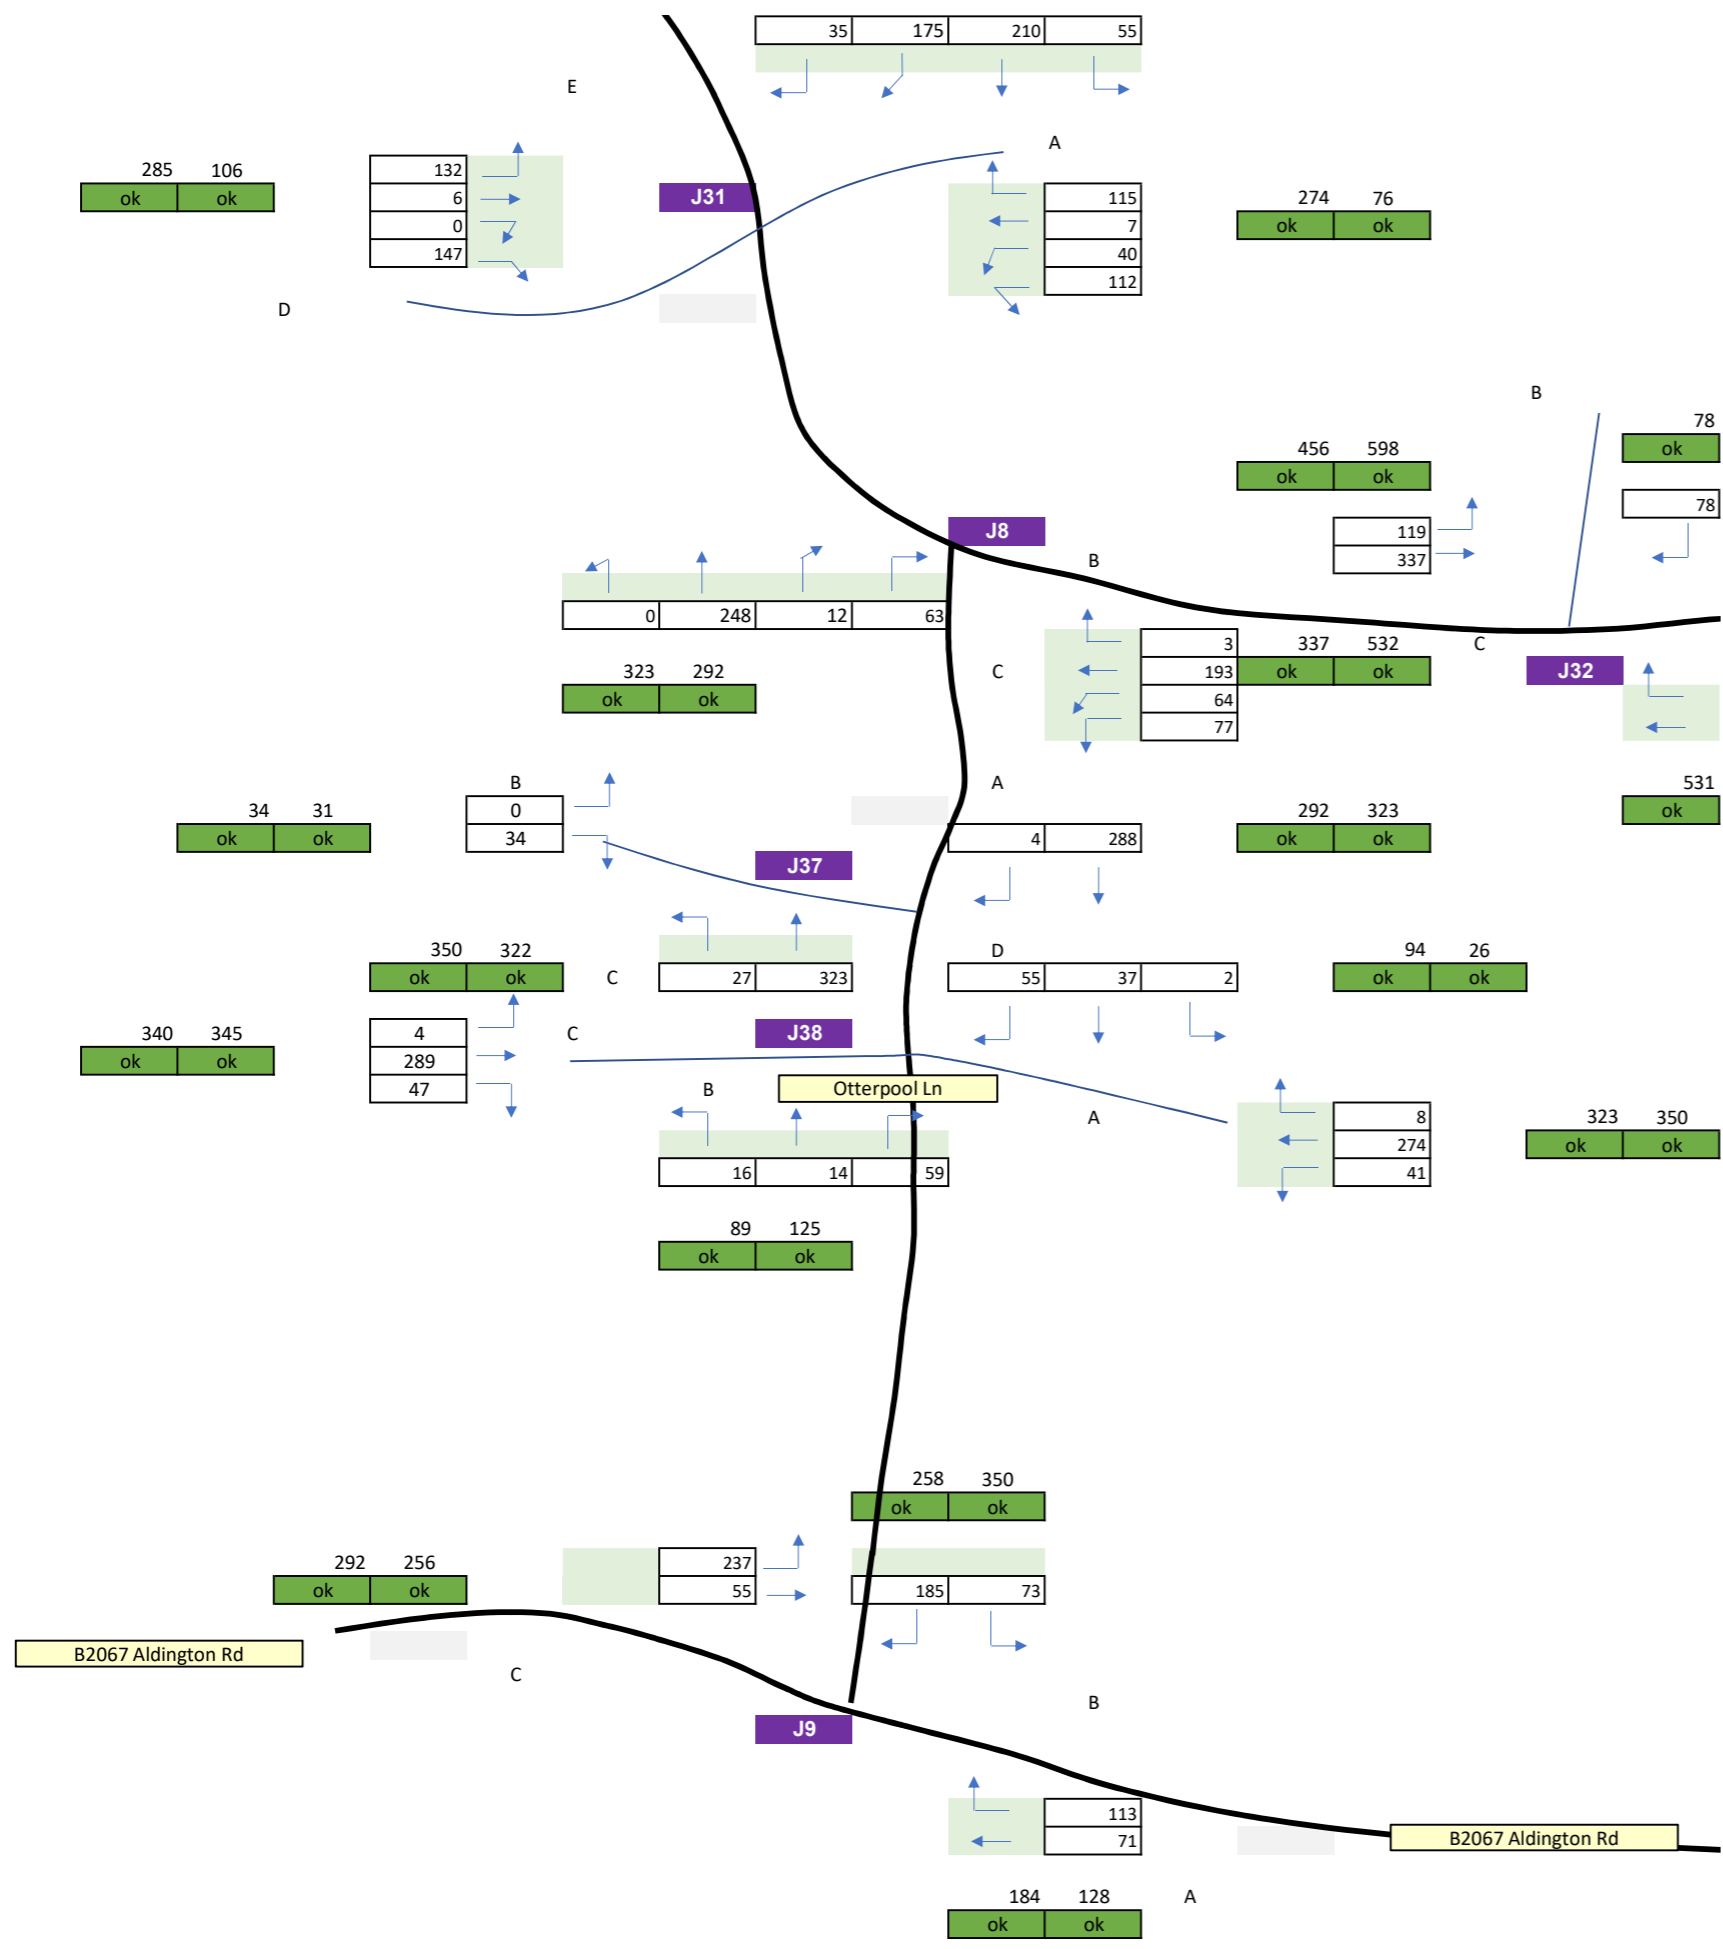 35 175 210 55
E
A
285 106
ok ok
132
6
0
147
J31
115
7
40
112
274 76
ok ok
D
B
78
ok
456 598
ok ok
78
J8
119
337
B
0 248 12 63
3
193
64
77
337 532
ok ok
C
J32
323 292
ok ok
C
B
A
531
ok
34 31
ok ok
0
34
4 288
292 323
ok ok
J37
350 322
ok ok
C
27 323
D
55 37 2
94 26
ok ok
340 345
ok ok
4
289
47
C
J38
Otterpool Ln
B
A
8
274
41
323 350
ok ok
16 14 59
89 125
ok ok
258 350
ok ok
292 256
ok ok
237
55
185 73
B2067 Aldington Rd
C
B
J9
113
71
B2067 Aldington Rd
184 128
ok ok
A